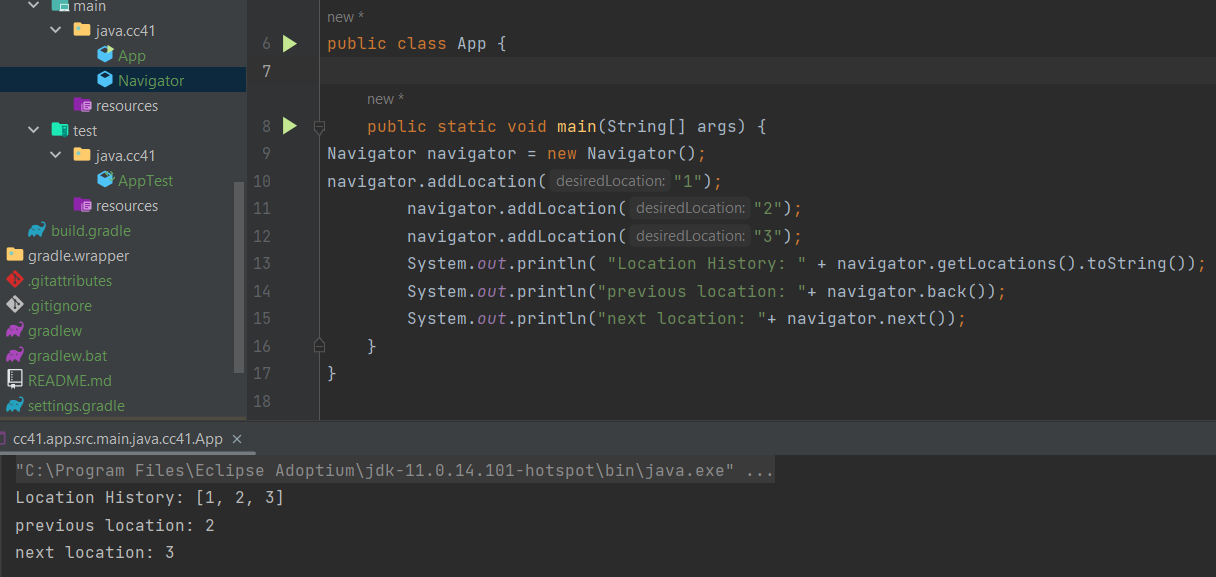 main
java.cc41
App
Navigator
resources
test
java.cc41
AppTest
resources
build.gradle
gradle.wrapper
.gitattributes
.gitignore
gradlew
gradlew.bat
README.md
settings.gradle
new *
6 public class App {
7
new *
8 public static void main(String[] args) {
9 Navigator navigator = new Navigator();
10 navigator.addLocation( desiredLocation: "1");
11 navigator.addLocation( desiredLocation: "2");
12 navigator.addLocation( desiredLocation: "3");
13 System.out.println( "Location History: " + navigator.getLocations().toString());
14 System.out.println("previous location: "+ navigator.back());
15 System.out.println("next location: "+ navigator.next());
16 }
17 }
18
cc41.app.src.main.java.cc41.App ×
"C:\Program Files\Eclipse Adoptium\jdk-11.0.14.101-hotspot\bin\java.exe" ...
Location History: [1, 2, 3]
previous location: 2
next location: 3